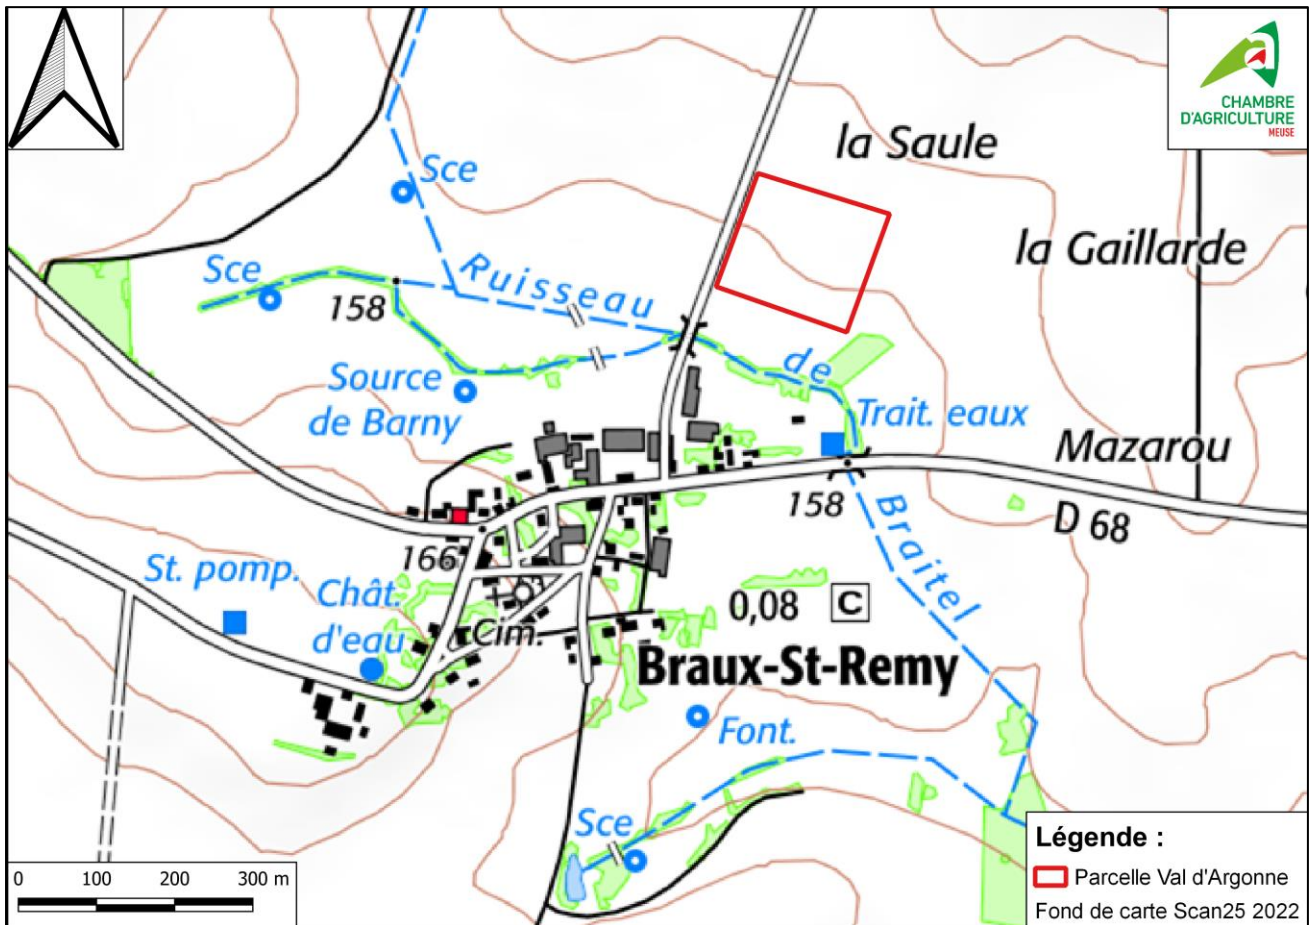 CHAMBRE
D'AGRICULTURE
MEUSE
la Saule
Sce
la Gaillarde
Sce
Ruisseau
158
de
Source
de Barny
Trait. eaux
Mazarou
158
D 68
Braitel
166
St. pomp.
Chât.
d'eau
Cim.
0,08
C
Braux-St-Remy
Font.
Sce
Légende :
Parcelle Val d'Argonne
Fond de carte Scan25 2022
0 100 200 300 m